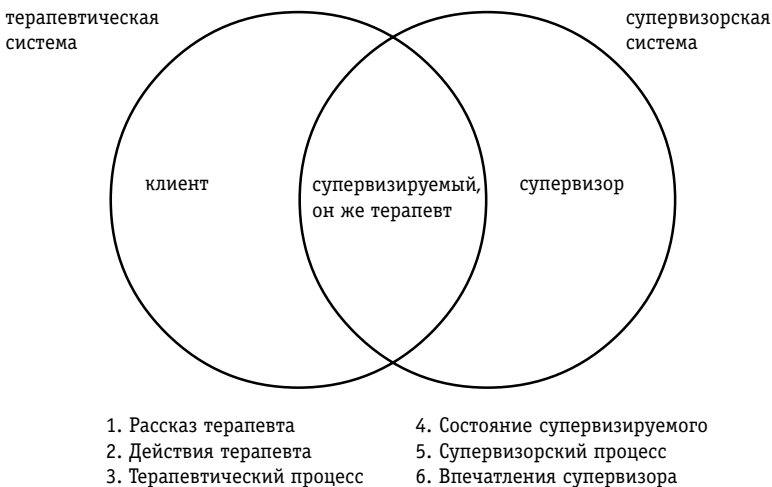 терапевтическая
система
супервизорская
система
клиент
супервизируемый,
он же терапевт
супервизор
1. Рассказ терапевта
2. Действия терапевта
3. Терапевтический процесс
4. Состояние супервизируемого
5. Супервизорский процесс
6. Впечатления супервизора